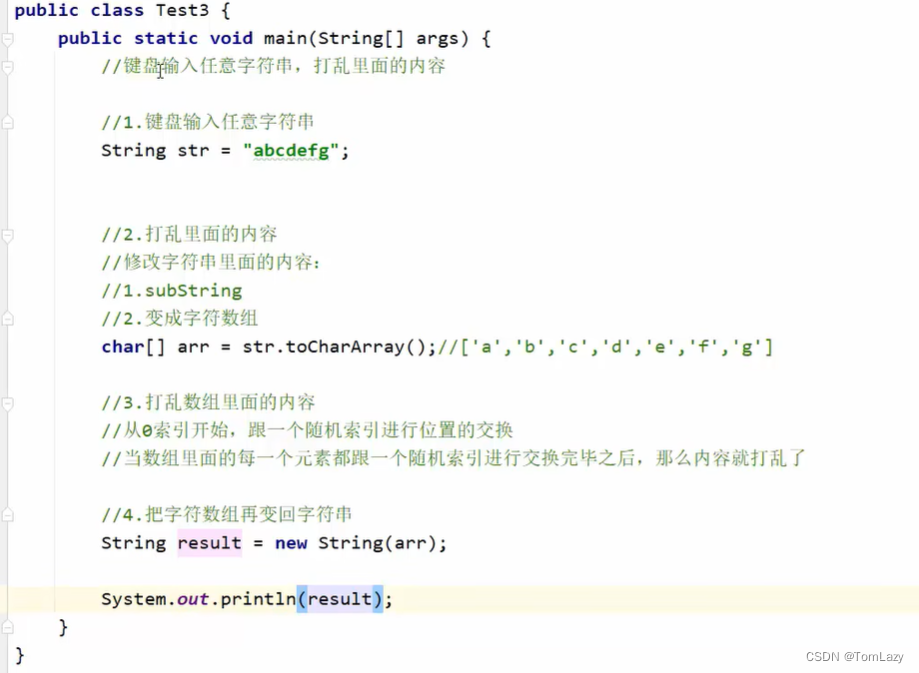 public class Test3 {
public static void main(String[] args) {
//键盘输入任意字符串，打乱里面的内容
//1.键盘输入任意字符串
String str = "abcdefg";
//2.打乱里面的内容
//修改字符串里面的内容：
//1.subString
//2.变成字符数组
char[] arr = str.toCharArray();//['a','b','c','d','e','f','g']
//3.打乱数组里面的内容
//从0索引开始，跟一个随机索引进行位置的交换
//当数组里面的每一个元素都跟一个随机索引进行交换完毕之后，那么内容就打乱了
//4.把字符数组再变回字符串
String result = new String(arr);
System.out.println(result);
}
}
CSDN @TomLazy